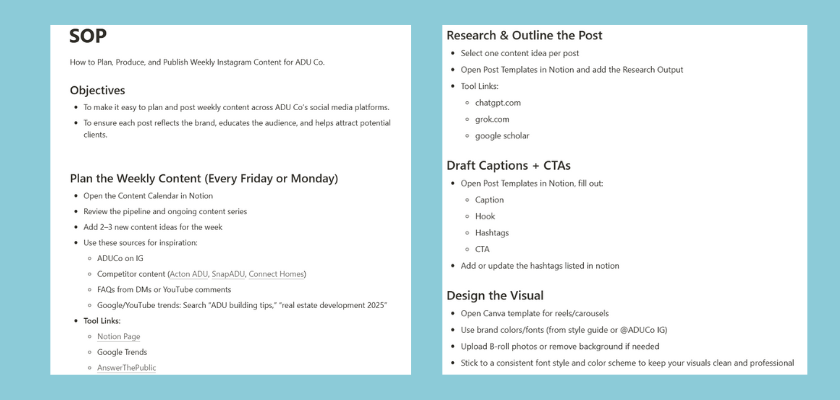 SOP
How to Plan, Produce, and Publish Weekly Instagram Content for ADU Co.
Objectives
• To make it easy to plan and post weekly content across ADU Co's social media platforms.
• To ensure each post reflects the brand, educates the audience, and helps attract potential
clients.
Plan the Weekly Content (Every Friday or Monday)
• Open the Content Calendar in Notion
• Review the pipeline and ongoing content series
• Add 2–3 new content ideas for the week
• Use these sources for inspiration:
○ ADUCo on IG
○ Competitor content (Acton ADU, SnapADU, Connect Homes)
○ FAQs from DMs or YouTube comments
○ Google/YouTube trends: Search "ADU building tips," "real estate development 2025"
• Tool Links:
○ Notion Page
○ Google Trends
○ AnswerThePublic
Research & Outline the Post
• Select one content idea per post
• Open Post Templates in Notion and add the Research Output
• Tool Links:
○ chatgpt.com
○ grok.com
○ google scholar
Draft Captions + CTAs
• Open Post Templates in Notion, fill out:
○ Caption
○ Hook
○ Hashtags
○ CTA
• Add or update the hashtags listed in notion
Design the Visual
• Open Canva template for reels/carousels
• Use brand colors/fonts (from style guide or @ADUCo IG)
• Upload B-roll photos or remove background if needed
• Stick to a consistent font style and color scheme to keep your visuals clean and professional